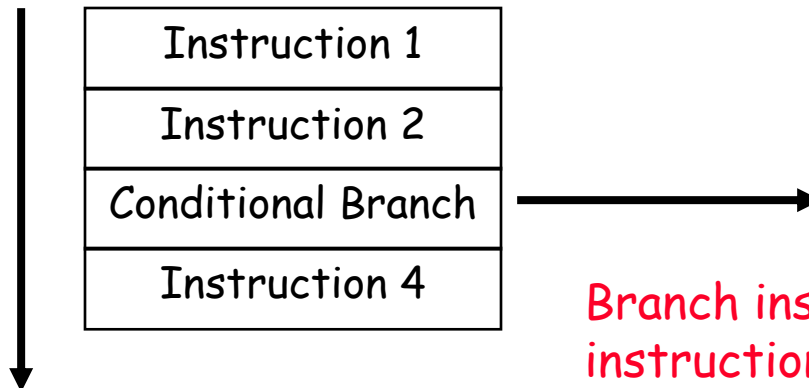 Instruction 1
Instruction 2
Conditional Branch
Instruction 4
Branch